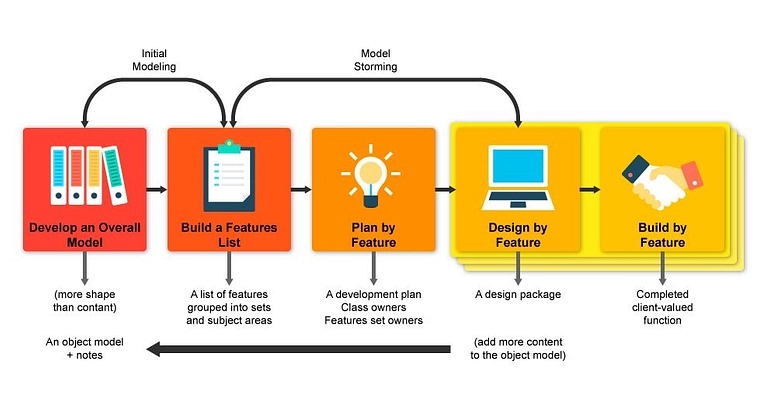 Initial
Modeling
Model
Storming
Develop an Overall
Model
Build a Features
List
Plan by
Feature
Design by
Feature
Build by
Feature
(more shape
than contant)
A list of features
grouped into sets
and subject areas
A development plan
Class owners
Features set owners
A design package
Completed
client-valued
function
An object model
+ notes
(add more content
to the object model)